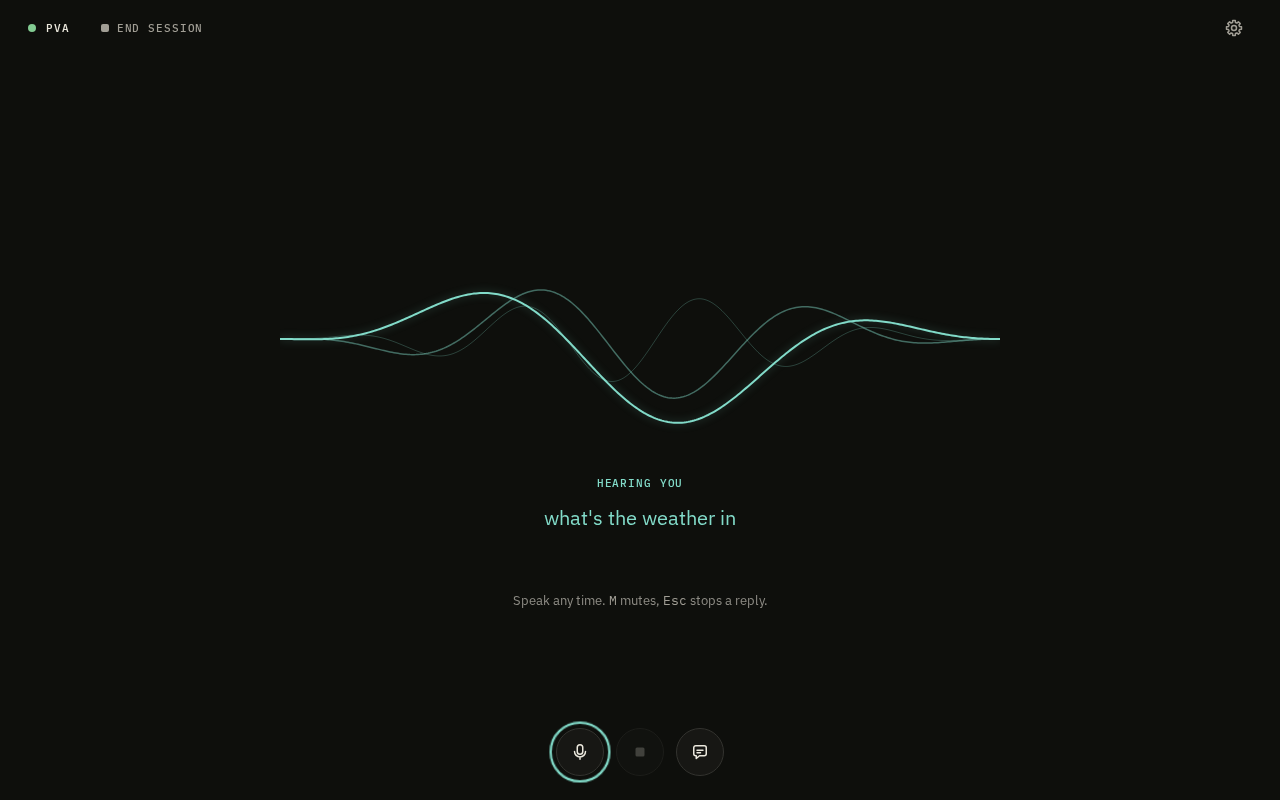 PVA
END SESSION
HEARING YOU
what's the weather in
Speak any time. M mutes, Esc stops a reply.